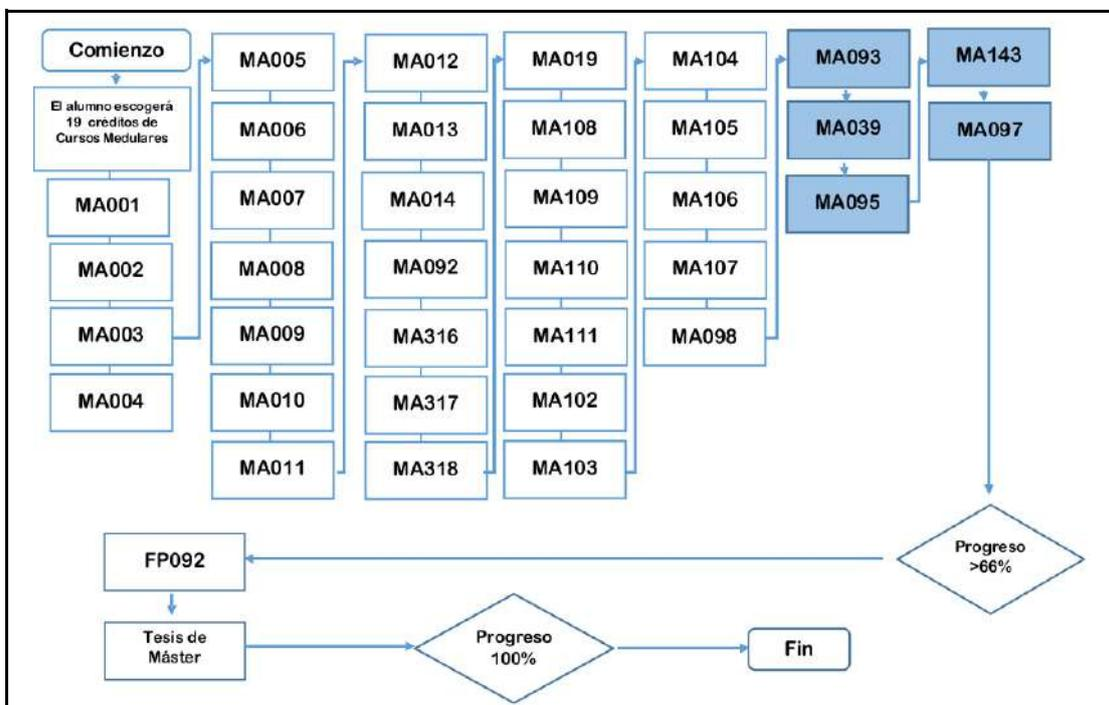 Comienzo
El alumno escogerá
19 créditos de
Cursos Medulares
MA001
MA002
MA003
MA004
MA005
MA006
MA007
MA008
MA009
MA010
MA011
MA012
MA013
MA014
MA092
MA316
MA317
MA318
MA019
MA108
MA109
MA110
MA111
MA102
MA103
MA104
MA105
MA106
MA107
MA098
MA093
MA039
MA095
MA143
MA097
Progreso
>66%
FP092
Tesis de
Máster
Progreso
100%
Fin